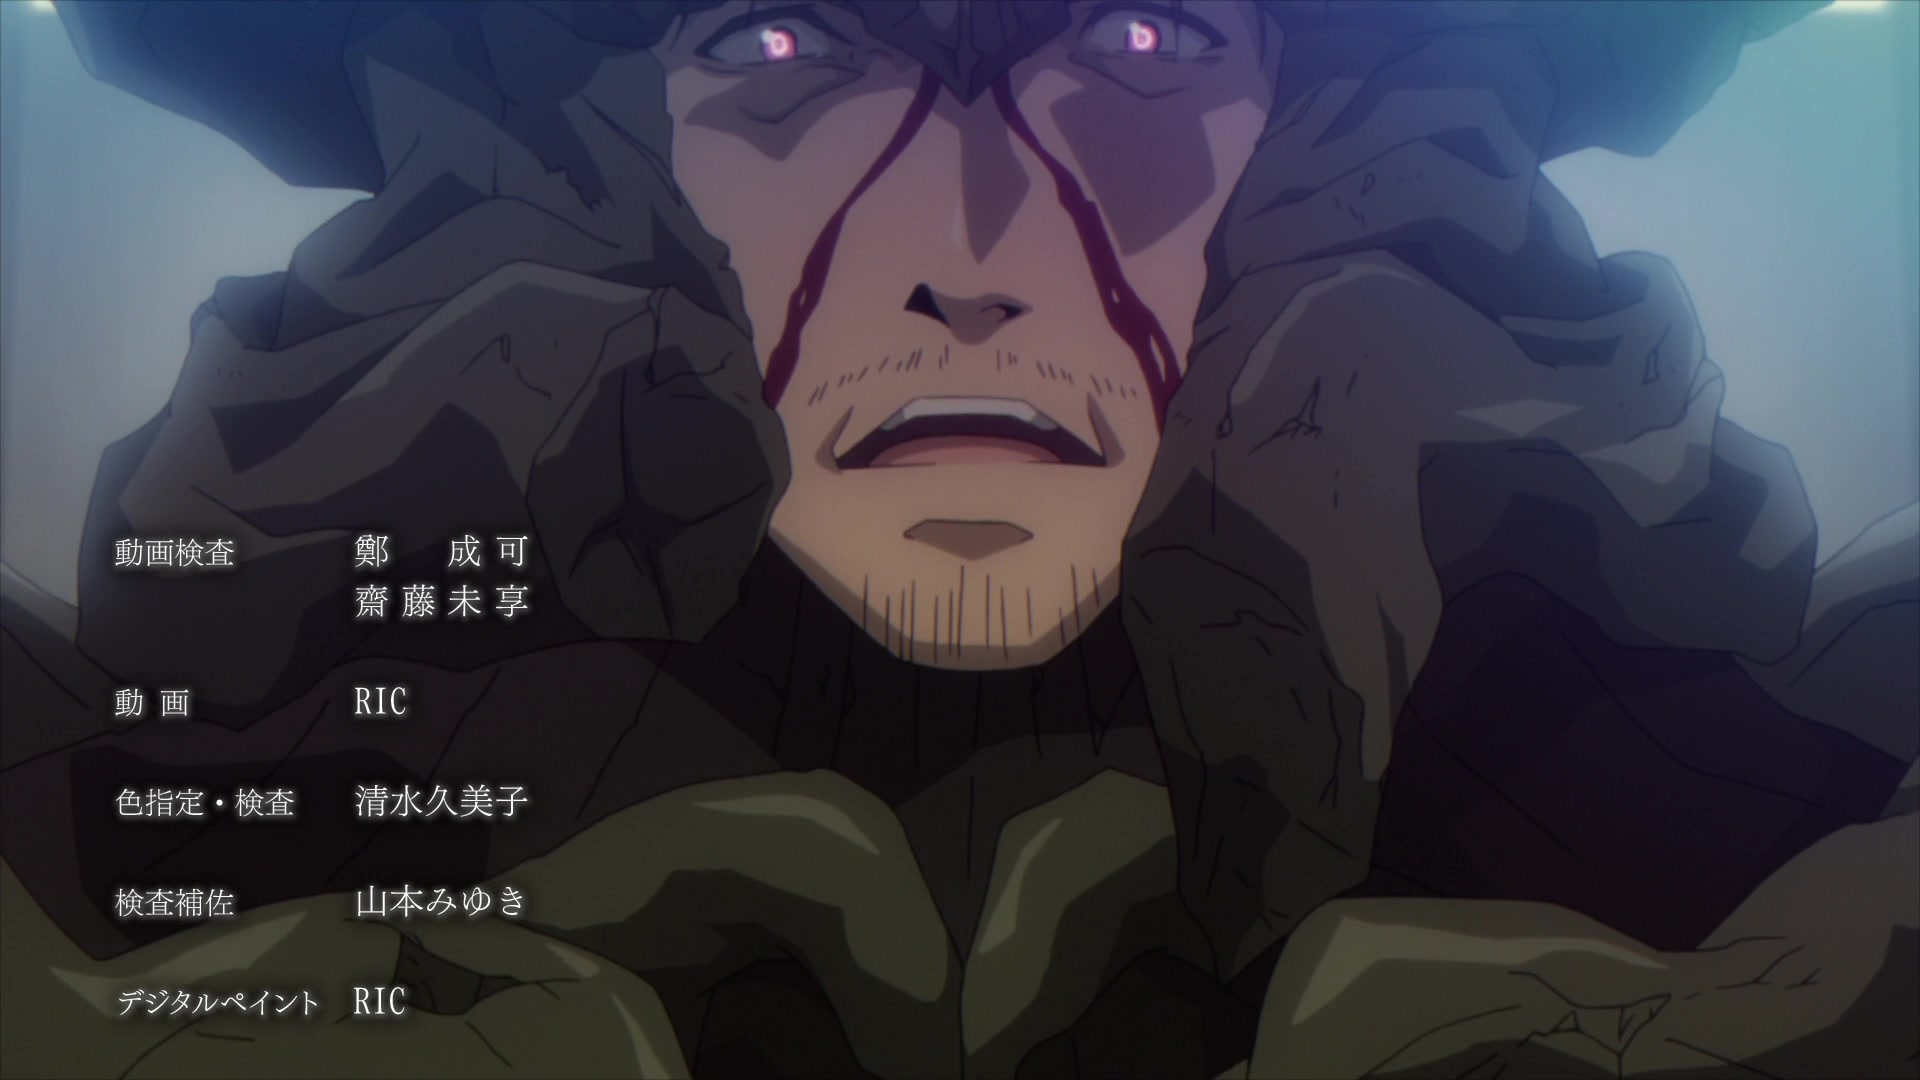 動画検査 鄭 成可
齋藤未享
動画 RIC
色指定・検査 清水久美子
検査補佐 山本みゆき
デジタルペイント RIC